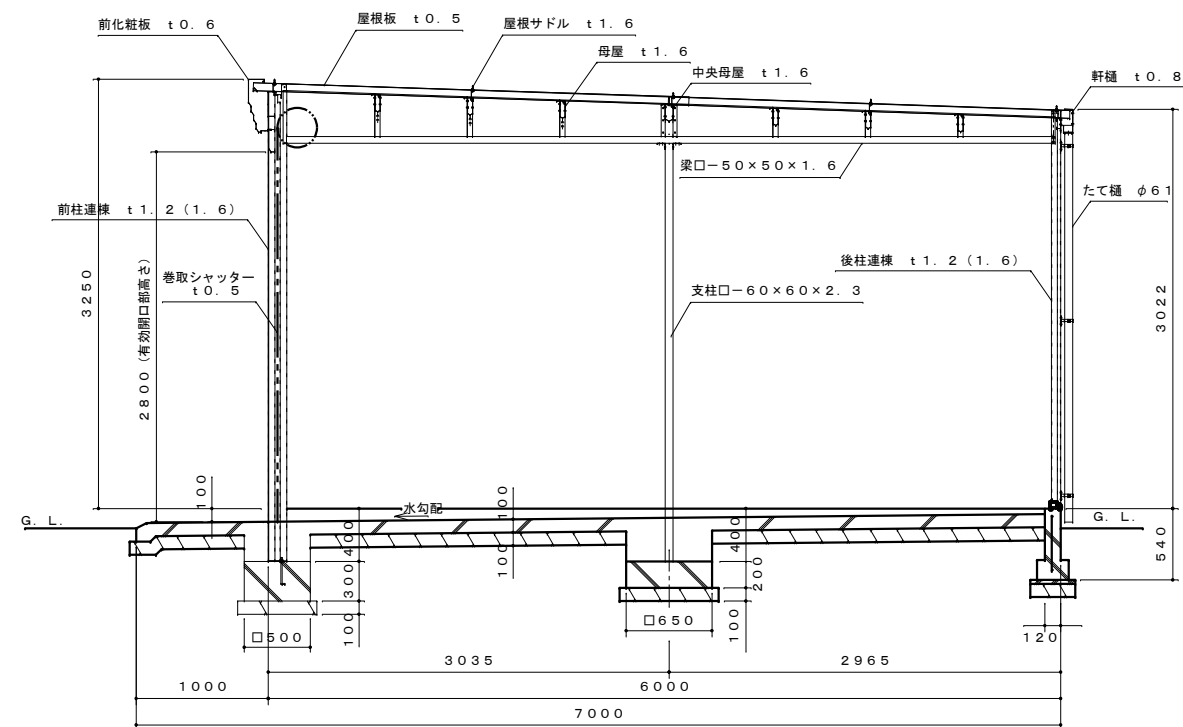 前化粧板 t0.6
屋根板 t0.5
屋根サドル t1.6
母屋 t1.6
中央母屋 t1.6
軒樋 t0.8
梁口−50×50×1.6
たて樋 φ61
前柱連棟 t1.2(1.6)
巻取シャッター
t0.5
後柱連棟 t1.2(1.6)
支柱口−60×60×2.3
3250
2800(有効開口部高さ)
3022
G.L.
100
水勾配
100
100
400
300
100
400
200
100
G.L.
540
□500
□650
120
3035
2965
1000
6000
7000